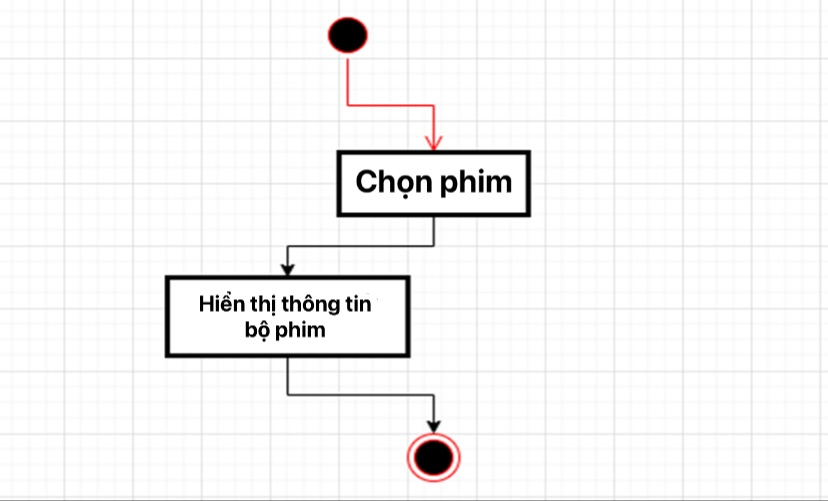 Chọn phim
Hiển thị thông tin
bộ phim